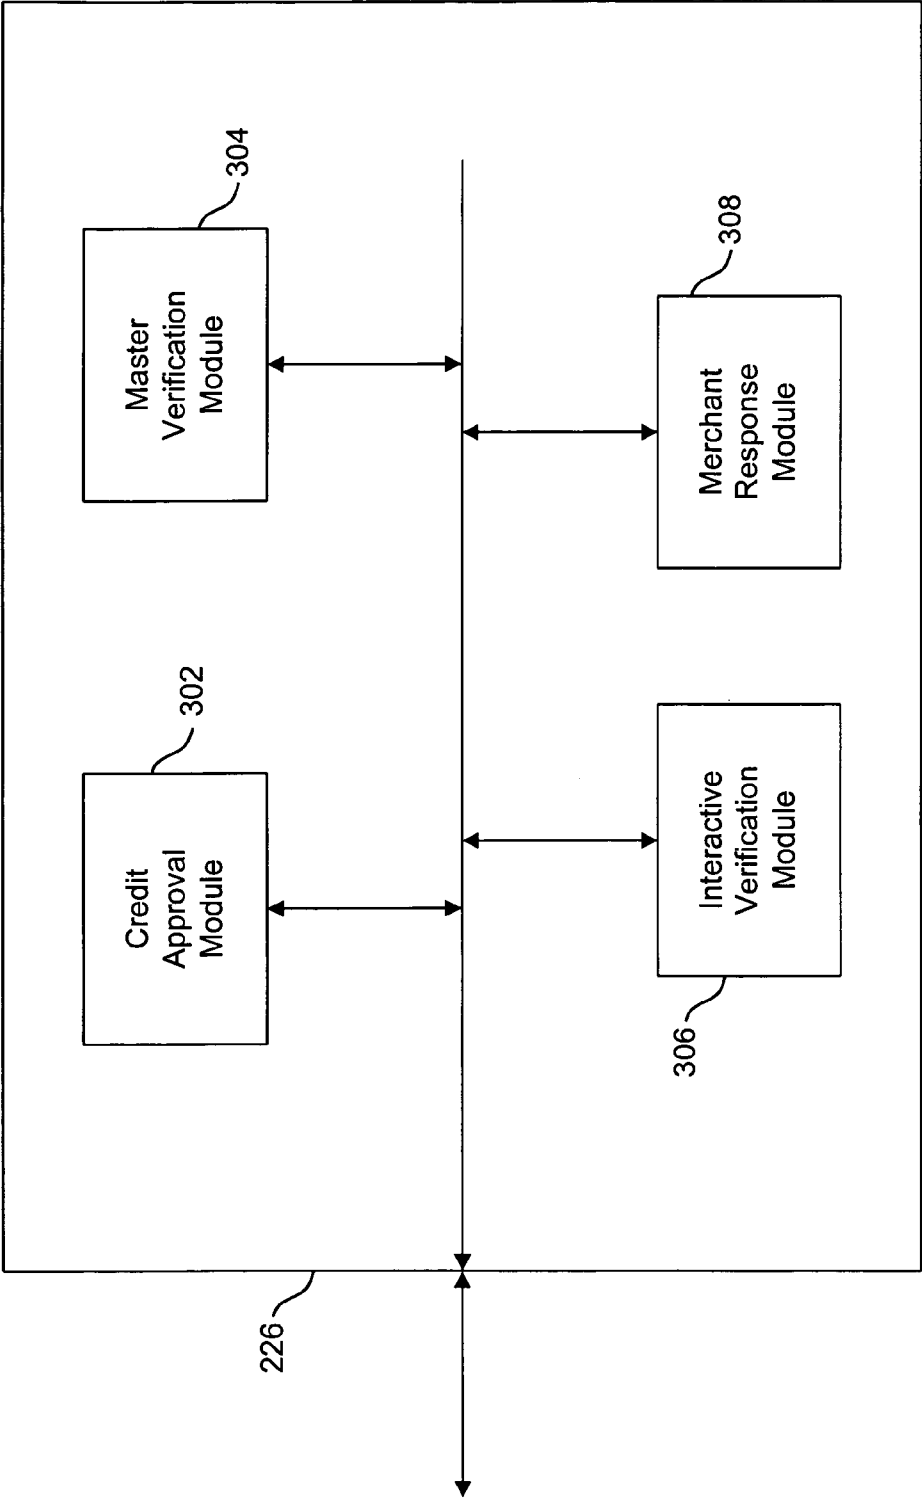 226
Credit
Approval
Module
302
Master
Verification
Module
304
306
Interactive
Verification
Module
Merchant
Response
Module
308